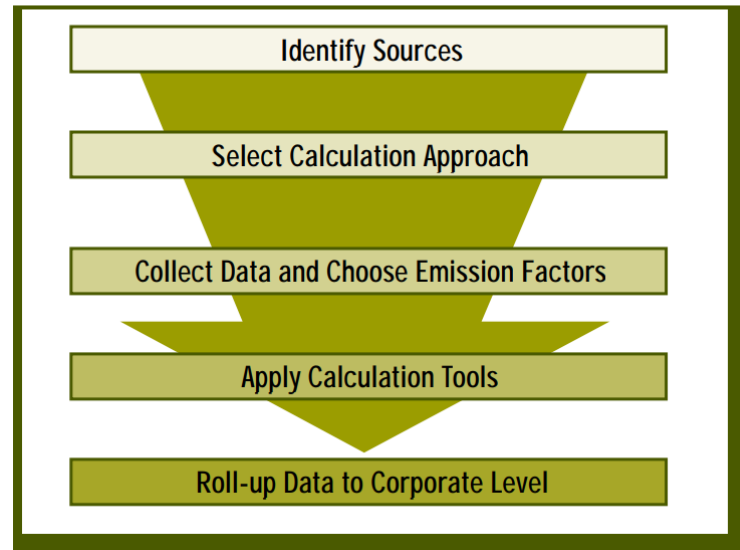 Identify Sources
Select Calculation Approach
Collect Data and Choose Emission Factors
Apply Calculation Tools
Roll-up Data to Corporate Level